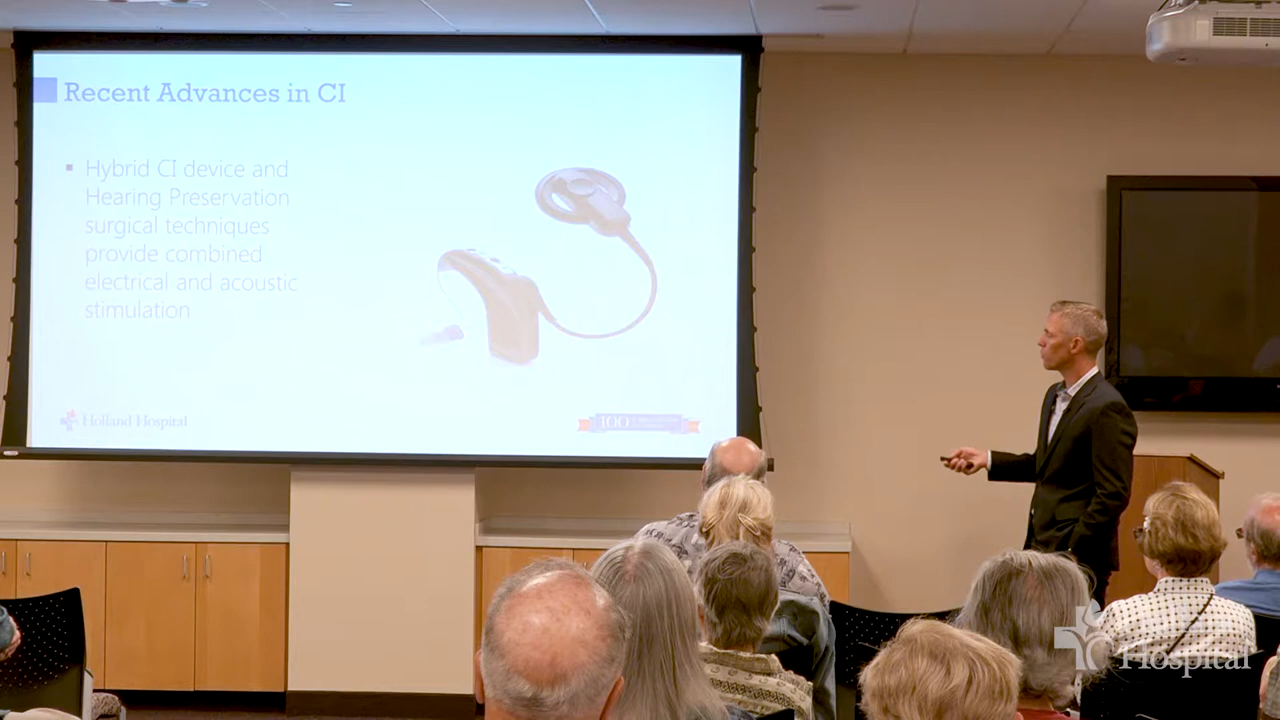 Recent Advances in CI
▪ Hybrid CI device and
Hearing Preservation
surgical techniques
provide combined
electrical and acoustic
stimulation
Holland Hospital
100
Hospital